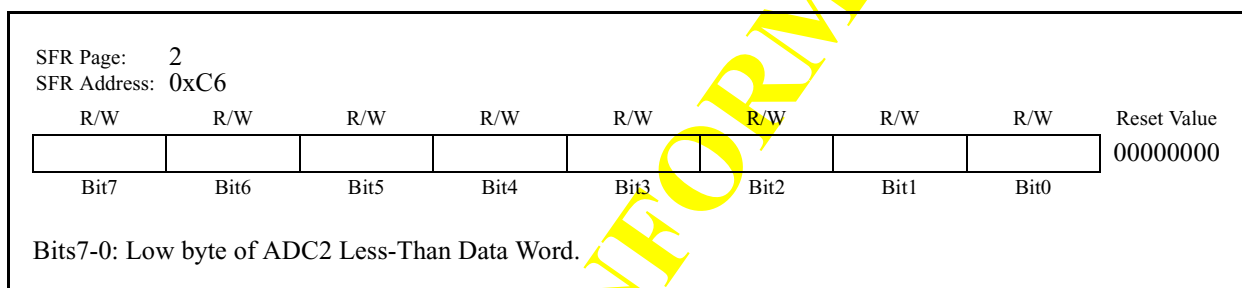 SFR Page: 2
SFR Address: 0xC6
R/W R/W R/W R/W R/W R/W R/W R/W Reset Value
00000000
Bit7 Bit6 Bit5 Bit4 Bit3 Bit2 Bit1 Bit0
Bits7-0: Low byte of ADC2 Less-Than Data Word.
NFORM